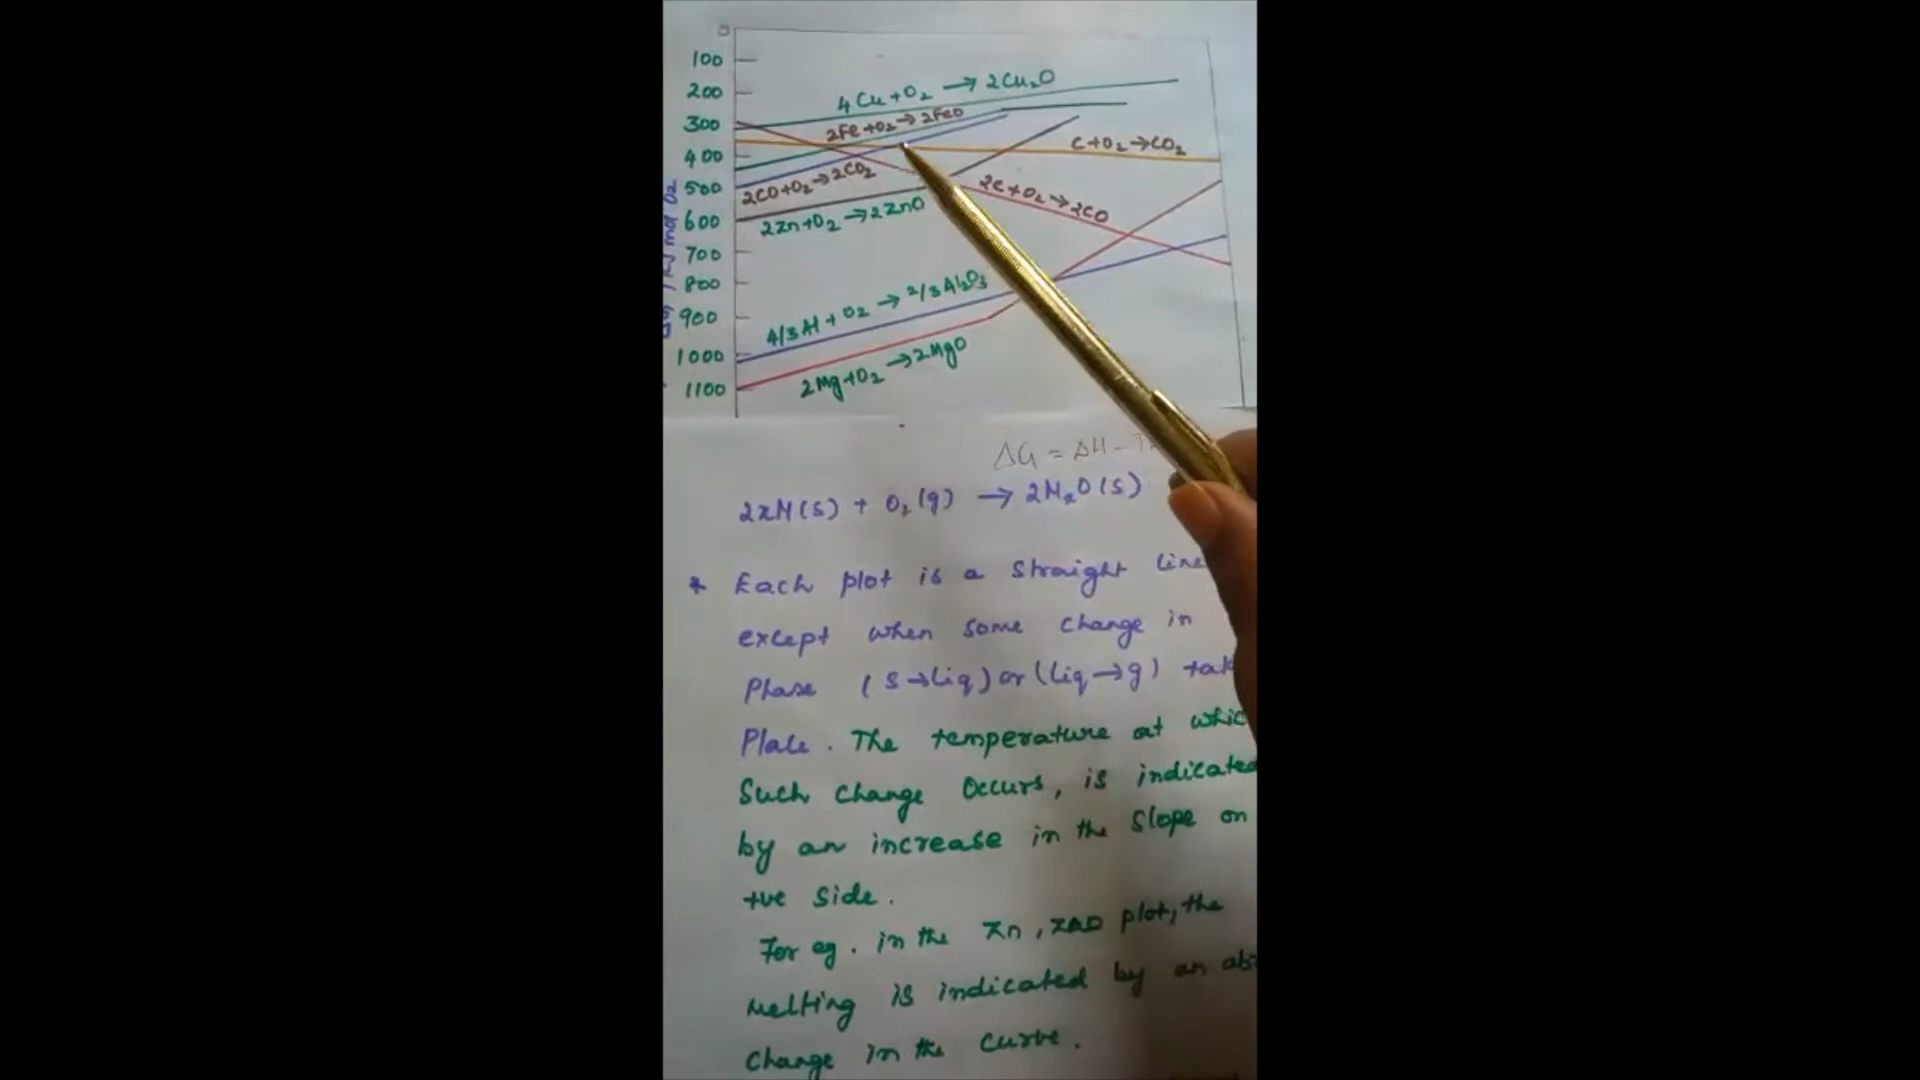 0
100
200
300
400
500
600
700
800
900
1000
1100
4Cu+O₂ → 2Cu₂O
2Fe+O₂→2FeO
C+O₂→CO₂
2CO+O₂→2CO₂
2C+O₂→2CO
2Zn+O₂→2ZnO
4/3Al+O₂ → 2/3Al₂O₃
2Mg+O₂ →2MgO
ΔG = ΔH - T
2xM(s) + O₂(g) → 2MₓO(s)
* Each plot is a straight line
except when some change in
Phase (s→liq) or (liq→g)
Place. The temperature at
Such change Occurs, is indicated
by an increase in the slope on
+ve side.
For eg. in the Zn, ZnO plot, the
Melting is indicated by an
change in the curve.